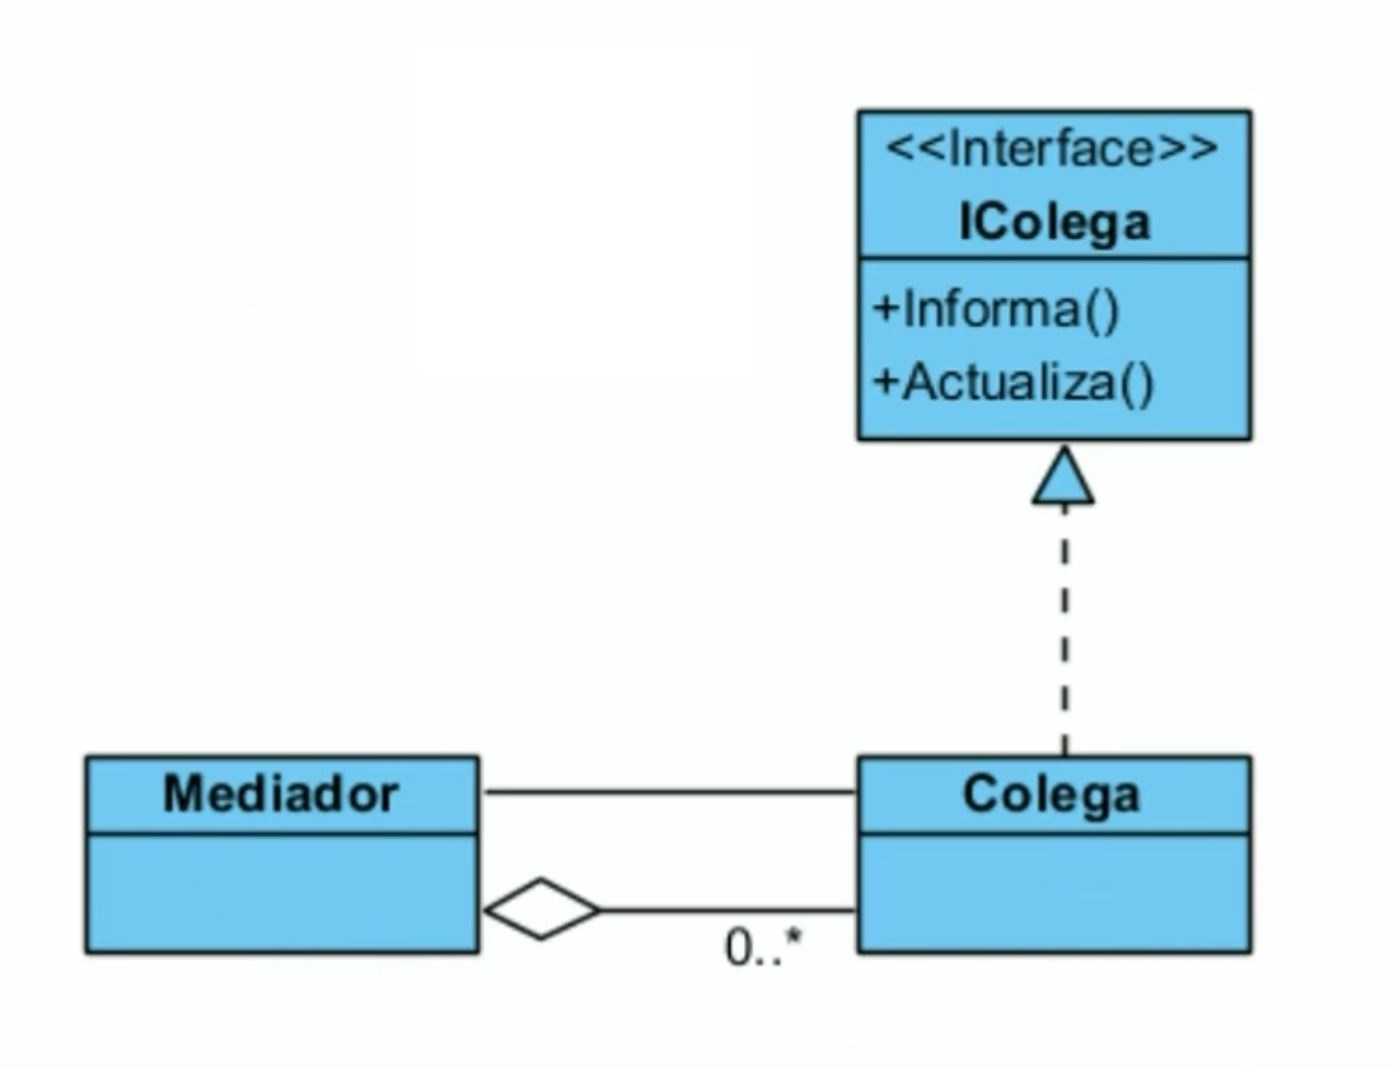 <<Interface>>
IColega
+Informa()
+Actualiza()
Mediador
Colega
0..*